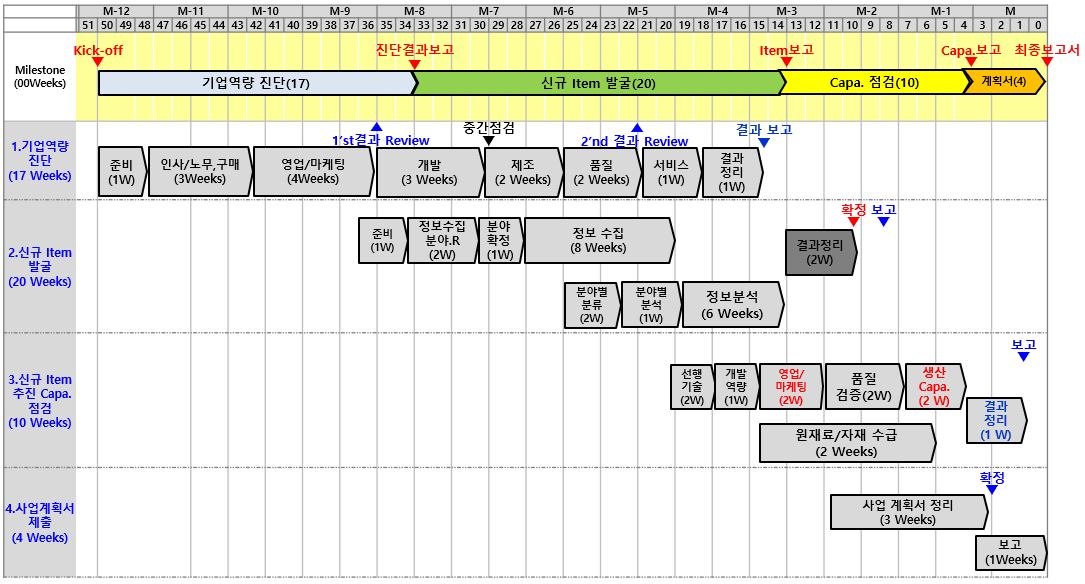 M-12 M-11 M-10 M-9 M-8 M-7 M-6 M-5 M-4 M-3 M-2 M-1 M
51 50 49 48 47 46 45 44 43 42 41 40 39 38 37 36 35 34 33 32 31 30 29 28 27 26 25 24 23 22 21 20 19 18 17 16 15 14 13 12 11 10 9 8 7 6 5 4 3 2 1 0
Kick-off 진단결과보고 Item보고 Capa.보고 최종보고서
Milestone
(00Weeks)
기업역량 진단(17) 신규 Item 발굴(20) Capa. 점검(10) 계획서(4)
1'st결과 Review 중간점검 2'nd 결과 Review 결과 보고
1.기업역량
진단
(17 Weeks)
준비
(1W)
인사/노무,구매
(3Weeks)
영업/마케팅
(4Weeks)
개발
(3 Weeks)
제조
(2 Weeks)
품질
(2 Weeks)
서비스
(1W)
결과
정리
(1W)
확정 보고
2.신규 Item
발굴
(20 Weeks)
준비
(1W)
정보수집
분야.R
(2W)
분야
확정
(1W)
정보 수집
(8 Weeks)
결과정리
(2W)
분야별
분류
(2W)
분야별
분석
(1W)
정보분석
(6 Weeks)
보고
3.신규 Item
추진 Capa.
점검
(10 Weeks)
선행
기술
(2W)
개발
역량
(1W)
영업/
마케팅
(2W)
품질
검증(2W)
생산
Capa.
(2 W)
결과
정리
(1 W)
원재료/자재 수급
(2 Weeks)
확정
4.사업계획서
제출
(4 Weeks)
사업 계획서 정리
(3 Weeks)
보고
(1Weeks)